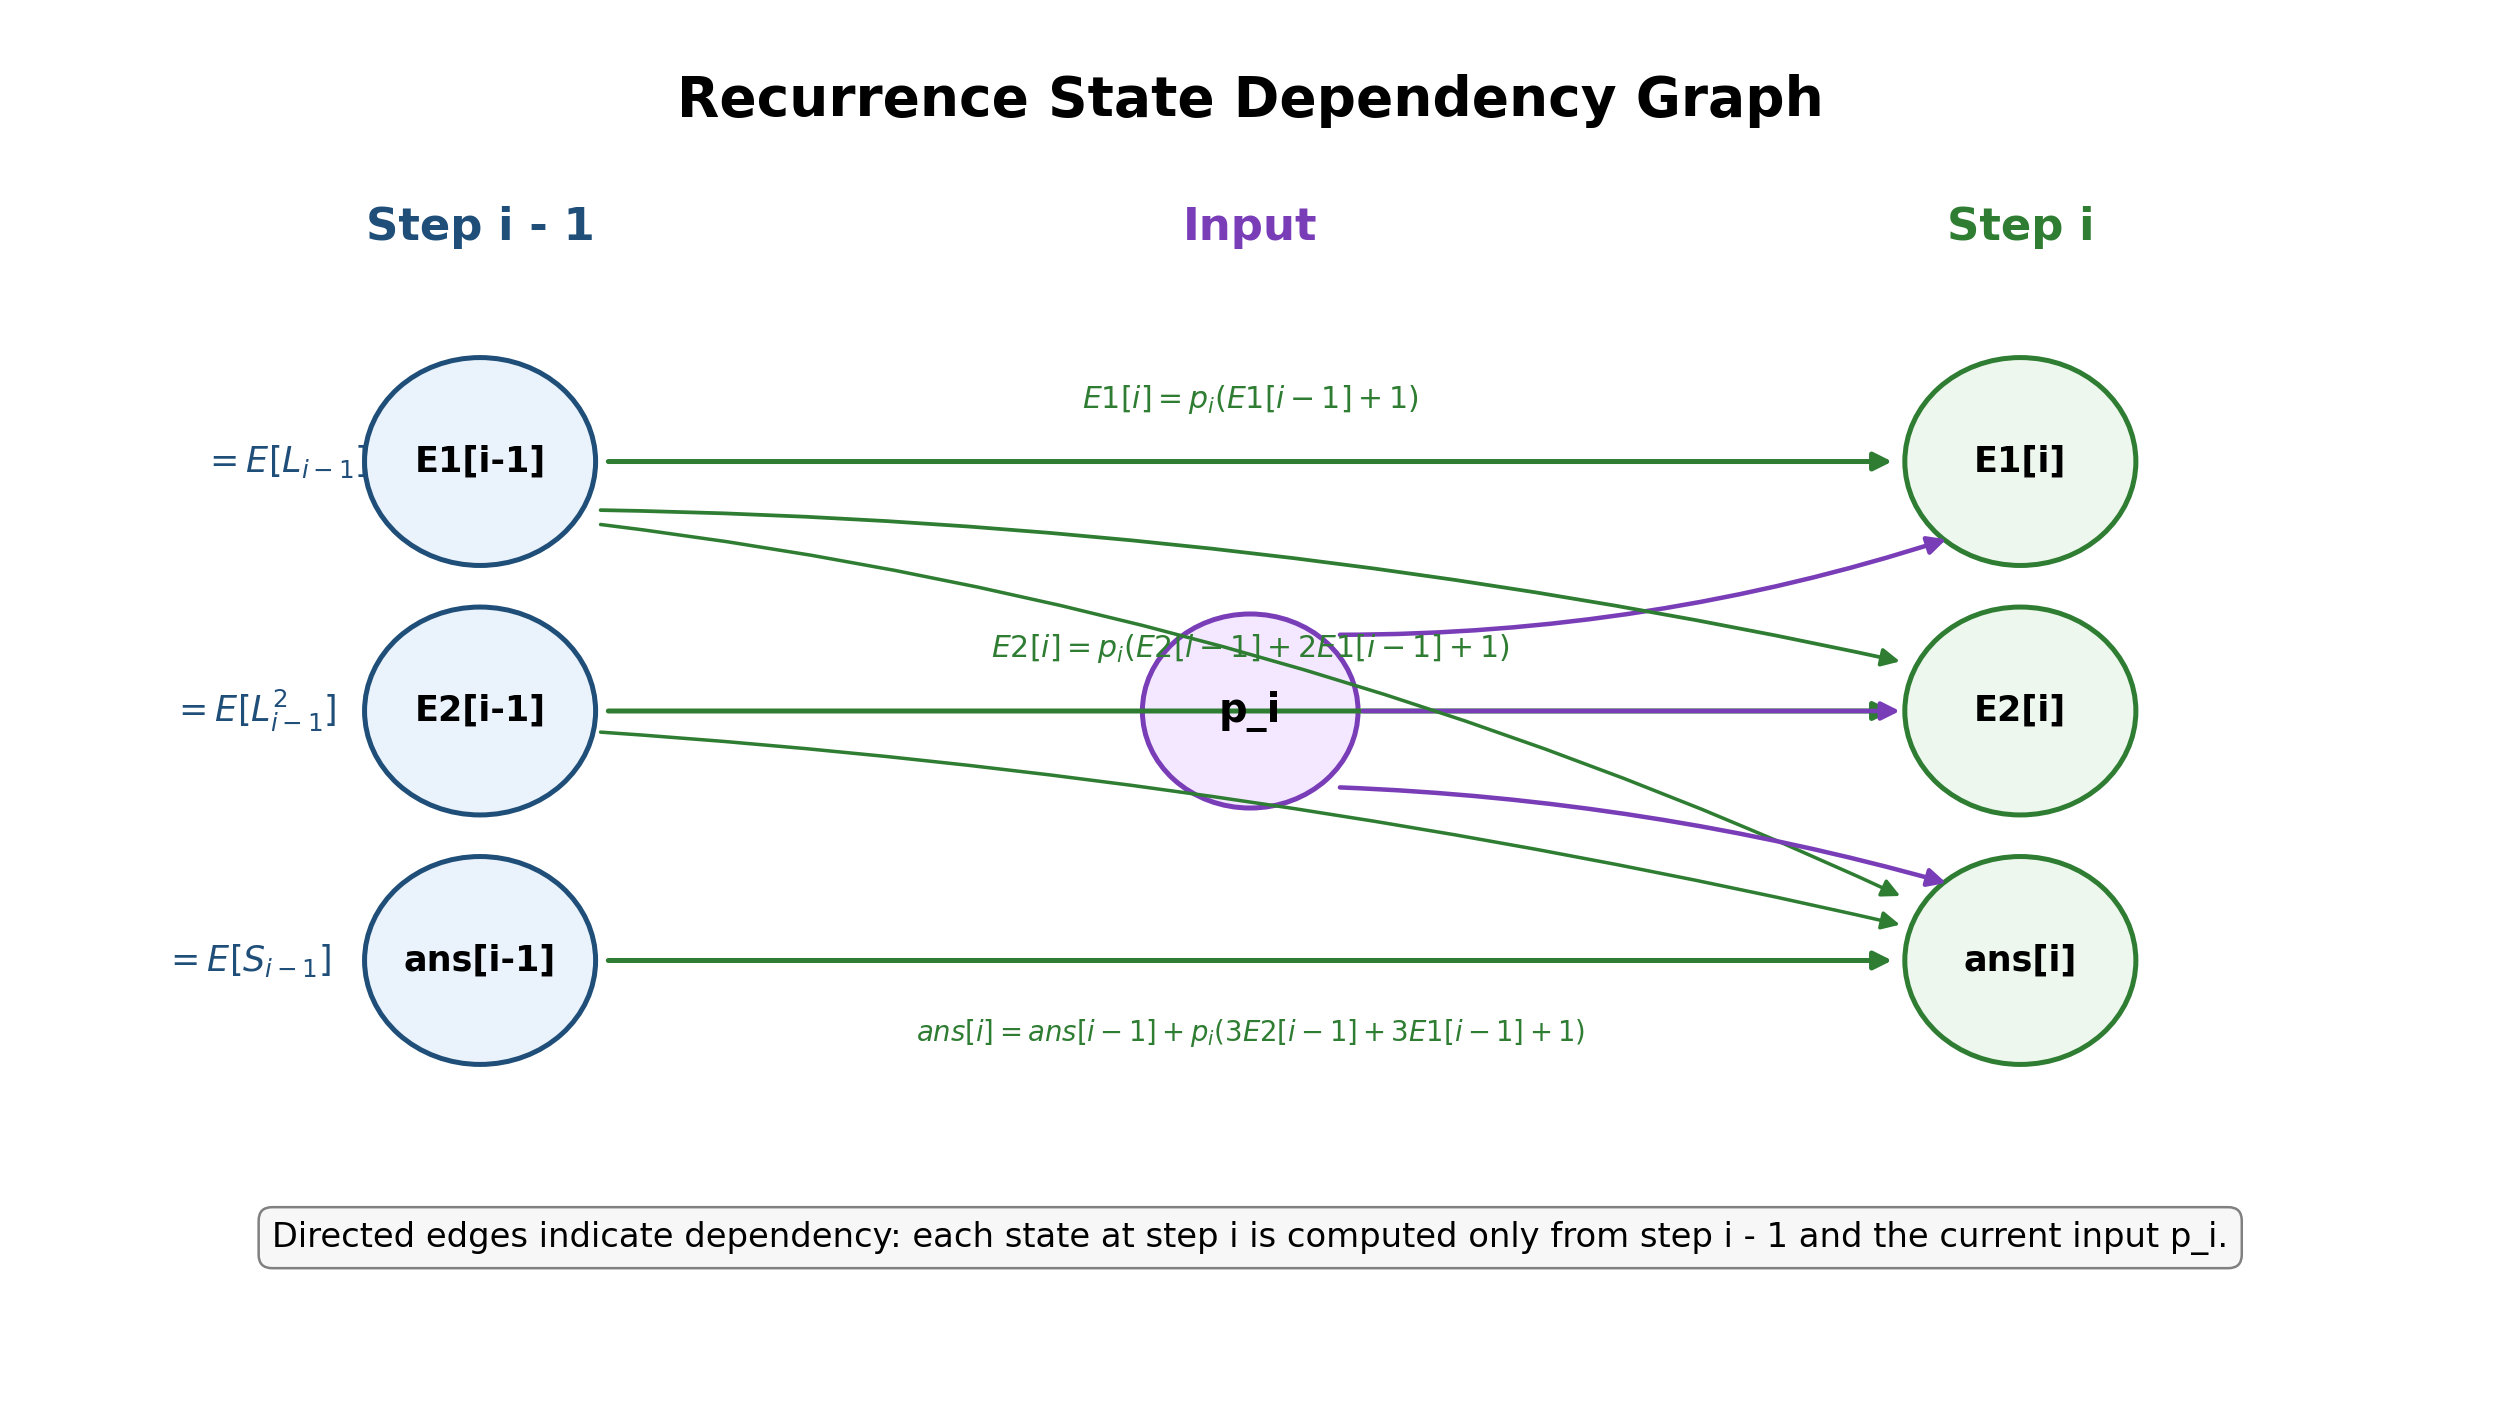 Recurrence State Dependency Graph
Step i - 1
Input
Step i
E1[i] = p_i(E1[i − 1] + 1)
= E[L_{i − 1}]
E1[i-1]
E1[i]
E2[i] = p_i(E2[i − 1] + 2E1[i − 1] + 1)
= E[L_{i − 1}^2]
E2[i-1]
p_i
E2[i]
= E[S_{i − 1}]
ans[i-1]
ans[i]
ans[i] = ans[i − 1] + p_i(3E2[i − 1] + 3E1[i − 1] + 1)
Directed edges indicate dependency: each state at step i is computed only from step i - 1 and the current input p_i.